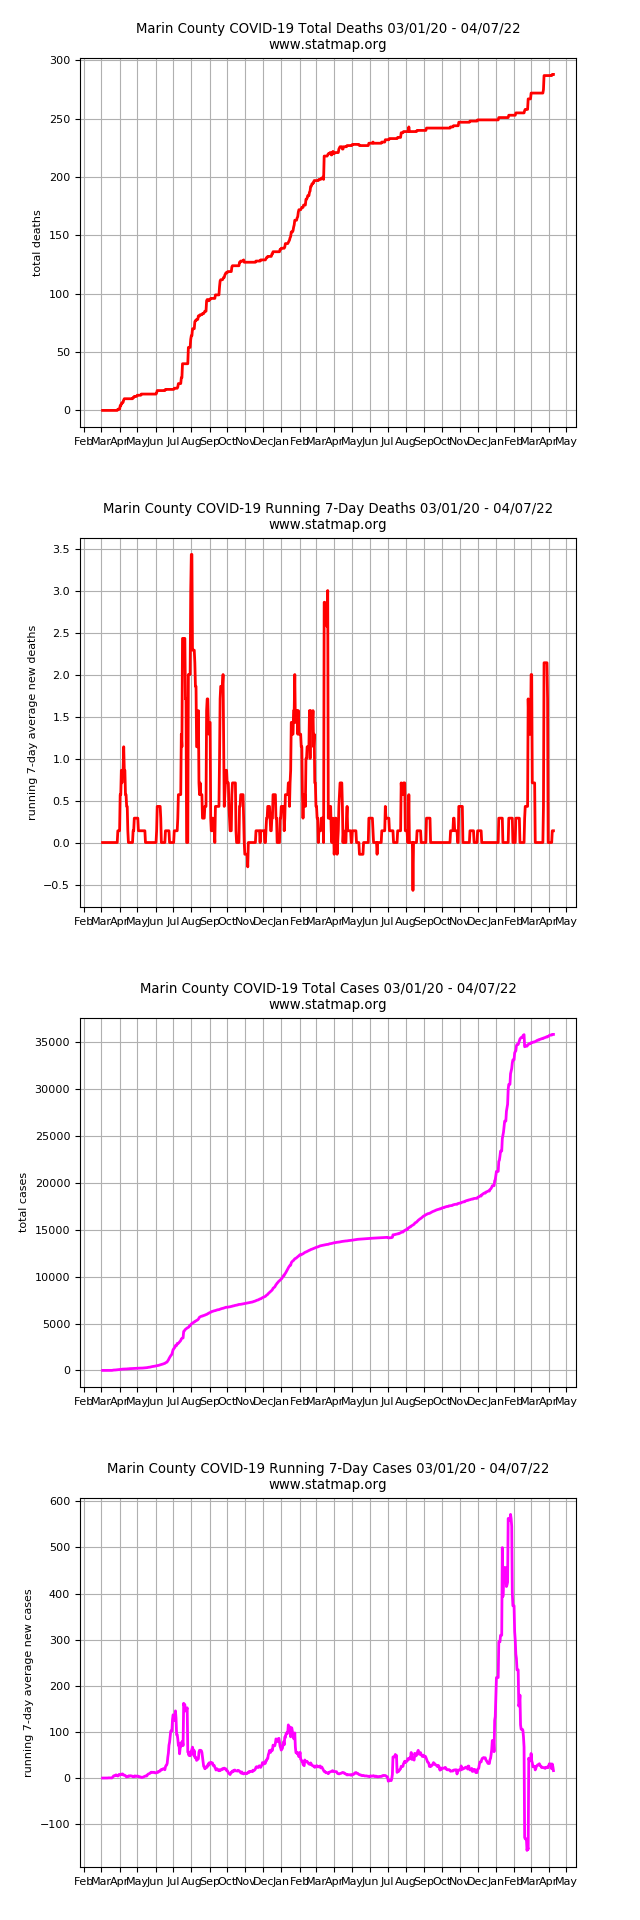 Marin County COVID-19 Total Deaths 03/01/20 - 04/07/22
www.statmap.org
300
250
200
150
100
50
0
total deaths
Feb Mar Apr May Jun Jul Aug Sep Oct Nov Dec Jan Feb Mar Apr May Jun Jul Aug Sep Oct Nov Dec Jan Feb Mar Apr May
Marin County COVID-19 Running 7-Day Deaths 03/01/20 - 04/07/22
www.statmap.org
3.5
3.0
2.5
2.0
1.5
1.0
0.5
0.0
−0.5
running 7-day average new deaths
Feb Mar Apr May Jun Jul Aug Sep Oct Nov Dec Jan Feb Mar Apr May Jun Jul Aug Sep Oct Nov Dec Jan Feb Mar Apr May
Marin County COVID-19 Total Cases 03/01/20 - 04/07/22
www.statmap.org
35000
30000
25000
20000
15000
10000
5000
0
total cases
Feb Mar Apr May Jun Jul Aug Sep Oct Nov Dec Jan Feb Mar Apr May Jun Jul Aug Sep Oct Nov Dec Jan Feb Mar Apr May
Marin County COVID-19 Running 7-Day Cases 03/01/20 - 04/07/22
www.statmap.org
600
500
400
300
200
100
0
−100
running 7-day average new cases
Feb Mar Apr May Jun Jul Aug Sep Oct Nov Dec Jan Feb Mar Apr May Jun Jul Aug Sep Oct Nov Dec Jan Feb Mar Apr May